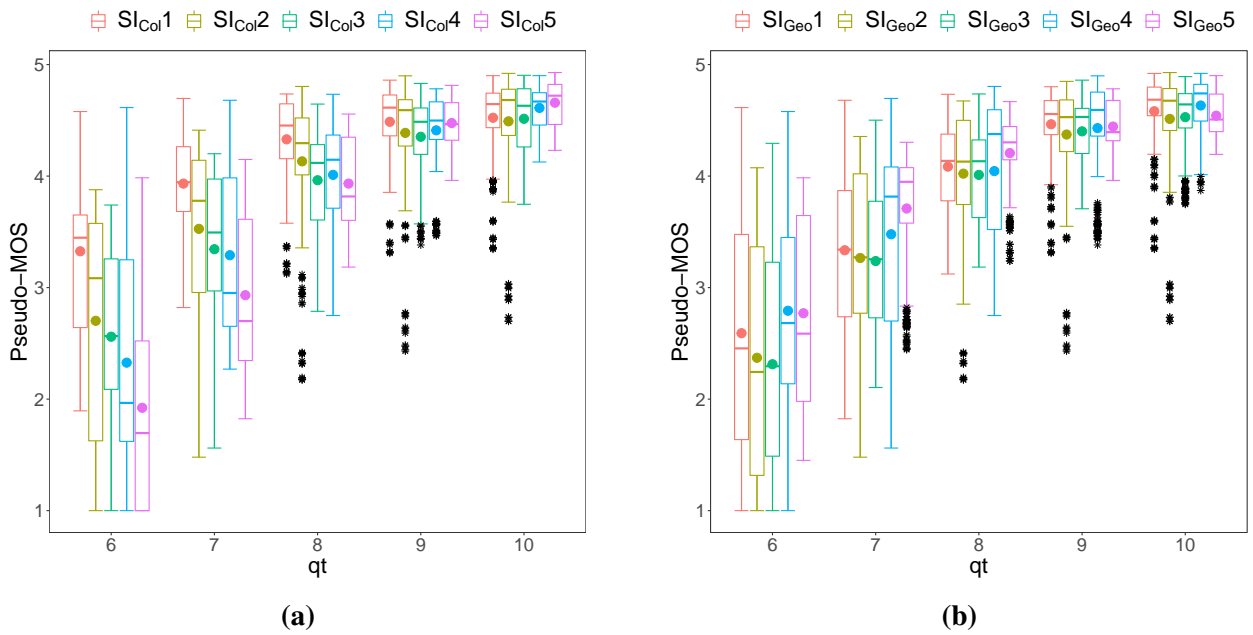 SI_Col1 SI_Col2 SI_Col3 SI_Col4 SI_Col5
Pseudo−MOS
5
4
3
2
1
6 7 8 9 10
qt
(a)
SI_Geo1 SI_Geo2 SI_Geo3 SI_Geo4 SI_Geo5
Pseudo−MOS
5
4
3
2
1
6 7 8 9 10
qt
(b)